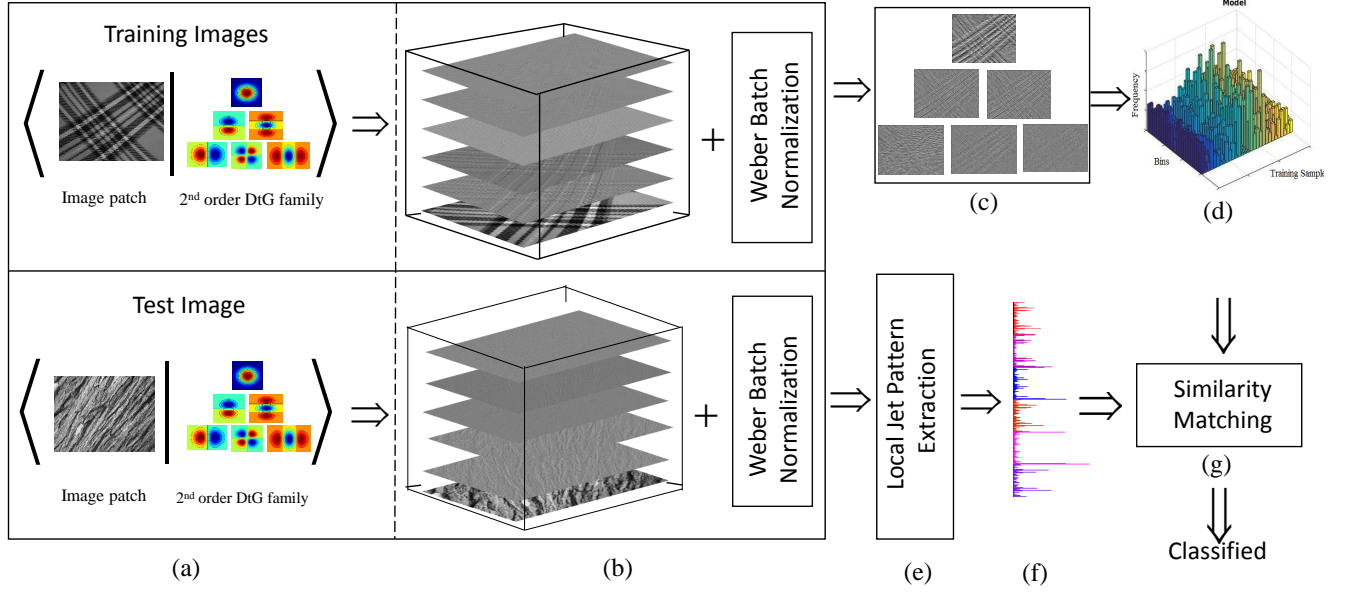 Training Images
Image patch
2nd order DtG family
+
Weber Batch
Normalization
(c)
Model
Frequency
Bins
Training Sample
(d)
Test Image
Image patch
2nd order DtG family
+
Weber Batch
Normalization
Local Jet Pattern
Extraction
Similarity
Matching
(g)
Classified
(a)
(b)
(e)
(f)